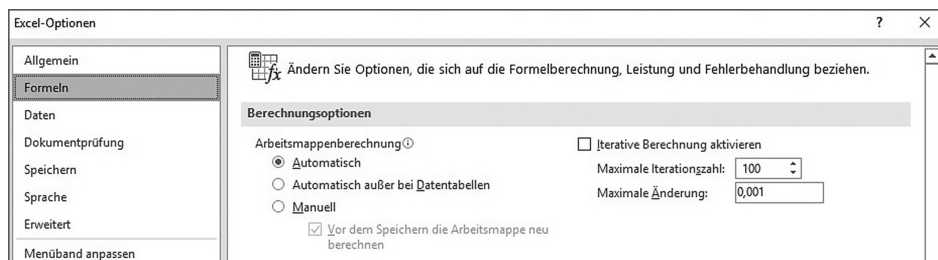 Excel-Optionen
Allgemein
Formeln
Daten
Dokumentprüfung
Speichern
Sprache
Erweitert
Menüband anpassen
Ändern Sie Optionen, die sich auf die Formelberechnung, Leistung und Fehlerbehandlung beziehen.
Berechnungsoptionen
Arbeitsmappenberechnung
Automatisch
Automatisch außer bei Datentabellen
Manuell
Vor dem Speichern die Arbeitsmappe neu
berechnen
Iterative Berechnung aktivieren
Maximale Iterationszahl: 100
Maximale Änderung: 0,001